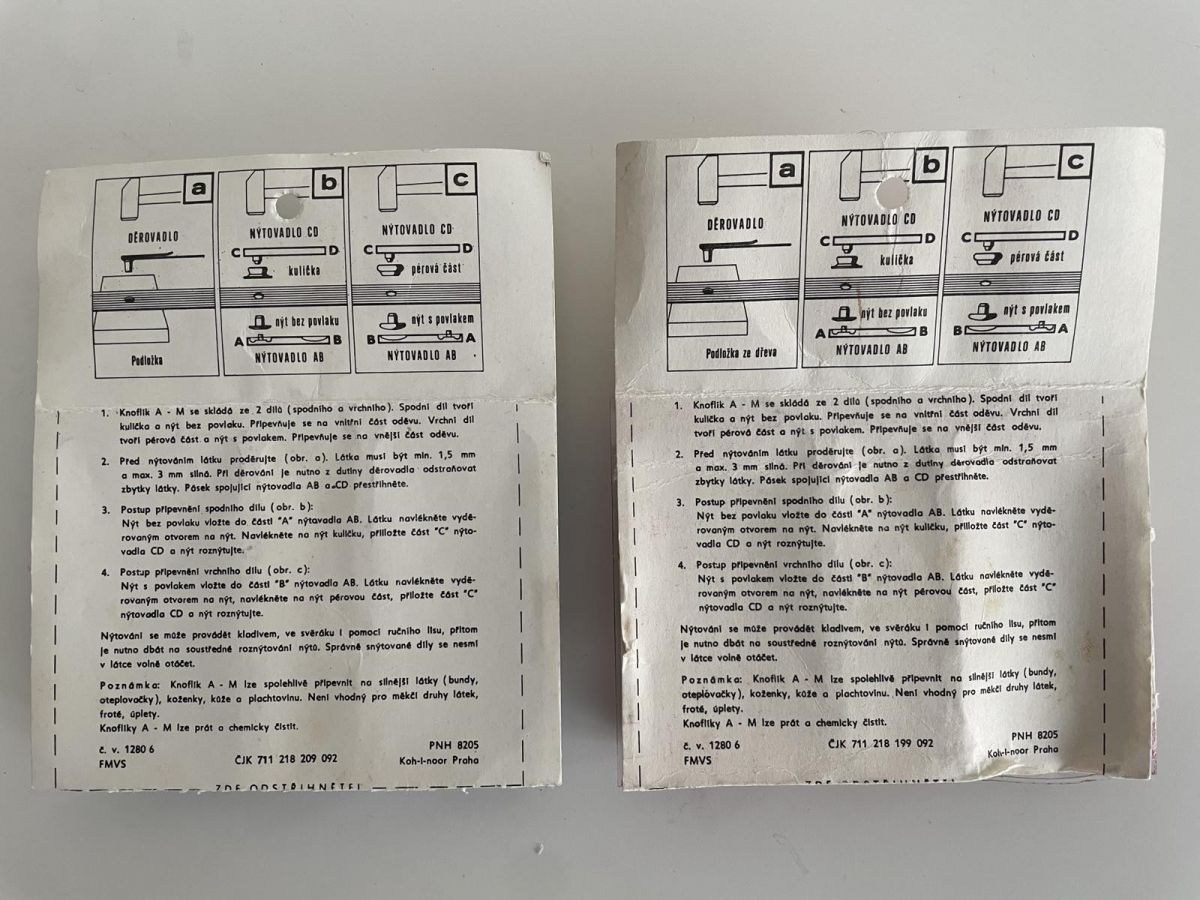 a
DĚROVADLO
Podložka
b
NÝTOVADLO CD
C D
kulička
nýt bez povlaku
A B
NÝTOVADLO AB
c
NÝTOVADLO CD
C D
pérová část
nýt s povlakem
B A
NÝTOVADLO AB
1. Knoflik A - M se skládá ze 2 dílů (spodního a vrchního). Spodní díl tvoří
kulička a nýt bez povlaku. Připevňuje se na vnitřní část oděvu. Vrchní díl
tvoří pérová část a nýt s povlakem. Připevňuje se na vnější část oděvu.
2. Před nýtováním látku proděrujte (obr. a). Látka musí být min. 1,5 mm
a max. 3 mm silná. Při děrování je nutno z dutiny děrovadla odstraňovat
zbytky látky. Pásek spojující nýtovadla AB a CD přestřihněte.
3. Postup připevnění spodního dílu (obr. b):
Nýt bez povlaku vložte do části "A" nýtavadla AB. Látku navlékněte vydě-
rovaným otvorem na nýt. Navlékněte na nýt kuličku, přiložte část "C" nýto-
vadla CD a nýt roznýtujte.
4. Postup připevnění vrchního dílu (obr. c):
Nýt s povlakem vložte do části "B" nýtovadla AB. Látku navlékněte vydě-
rovaným otvorem na nýt, navlékněte na nýt pérovou část, přiložte část "C"
nýtovadla CD a nýt roznýtujte.
Nýtování se může provádět kladivem, ve svěráku i pomocí ručního lisu, přitom
je nutno dbát na soustředné roznýtování nýtů. Správně snýtované díly se nesmí
v látce volně otáčet.
Poznámka: Knoflík A - M lze spolehlivě připevnit na silnější látky (bundy,
oteplovačky), koženky, kůže a plachtovinu. Není vhodný pro měkčí druhy látek,
froté, úplety.
Knoflíky A - M lze prát a chemicky čistit.
č. v. 1280 6 ČJK 711 218 209 092 PNH 8205
FMVS Koh-I-noor Praha
ZDE ODSTŘIHNĚTE!
a
DĚROVADLO
Podložka ze dřeva
b
NÝTOVADLO CD
C D
kulička
nýt bez povlaku
A B
NÝTOVADLO AB
c
NÝTOVADLO CD
C D
pérová část
nýt s povlakem
B A
NÝTOVADLO AB
1. Knoflík A - M se skládá ze 2 dílů (spodního a vrchního). Spodní díl tvoří
kulička a nýt bez povlaku. Připevňuje se na vnitřní část oděvu. Vrchní díl
tvoří pérová část a nýt s povlakem. Připevňuje se na vnější část oděvu.
2. Před nýtováním látku proděrujte (obr. a). Látka musí být min. 1,5 mm
a max. 3 mm silná. Při děrování je nutno z dutiny děrovadla odstraňovat
zbytky látky. Pásek spojující nýtovadla AB a CD přestřihněte.
3. Postup připevnění spodního dílu (obr. b):
Nýt bez povlaku vložte do části "A" nýtovadla AB. Látku navlékněte vydě-
rovaným otvorem na nýt. Navlékněte na nýt kuličku, přiložte část "C" nýto-
vadla CD a nýt roznýtujte.
4. Postup připevnění vrchního dílu (obr. c):
Nýt s povlakem vložte do části "B" nýtovadla AB. Látku navlékněte vydě-
rovaným otvorem na nýt, navlékněte na nýt pérovou část, přiložte část "C"
nýtovadla CD a nýt roznýtujte.
Nýtování se může provádět kladivem, ve svěráku i pomocí ručního lisu, přitom
je nutno dbát na soustředné roznýtování nýtů. Správně snýtované díly se nesmí
v látce volně otáčet.
Poznámka: Knoflík A - M lze spolehlivě připevnit na silnější látky (bundy,
oteplovačky), koženky, kůže a plachtovinu. Není vhodný pro měkčí druhy látek,
froté, úplety.
Knoflíky A - M lze prát a chemicky čistit.
č. v. 1280 6 ČJK 711 218 199 092 PNH 8205
FMVS Koh-I-noor Praha